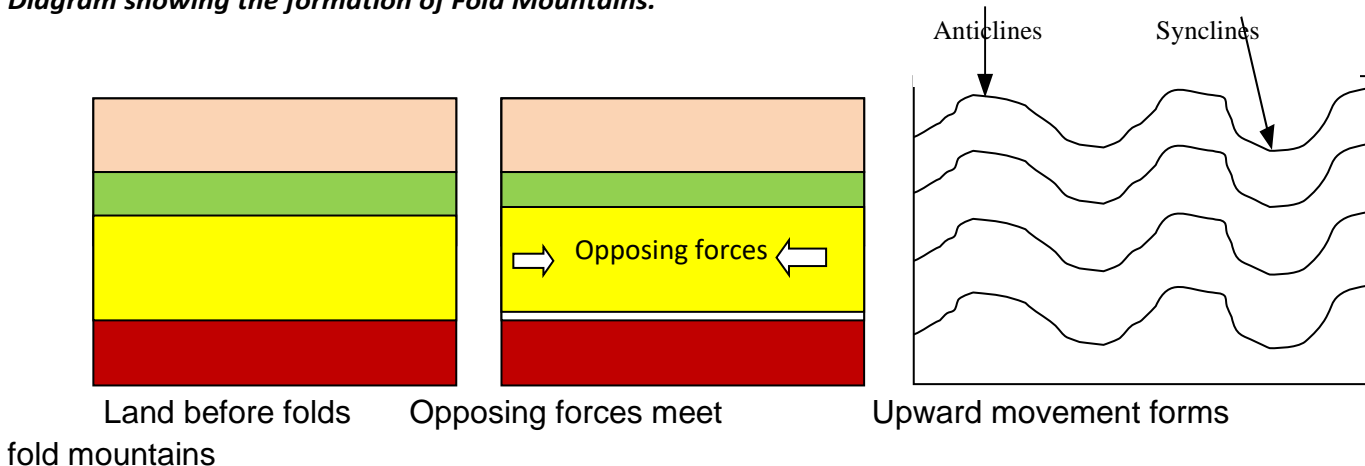 Diagram showing the formation of Fold Mountains.
Anticlines Synclines
Opposing forces
Land before folds Opposing forces meet Upward movement forms
fold mountains